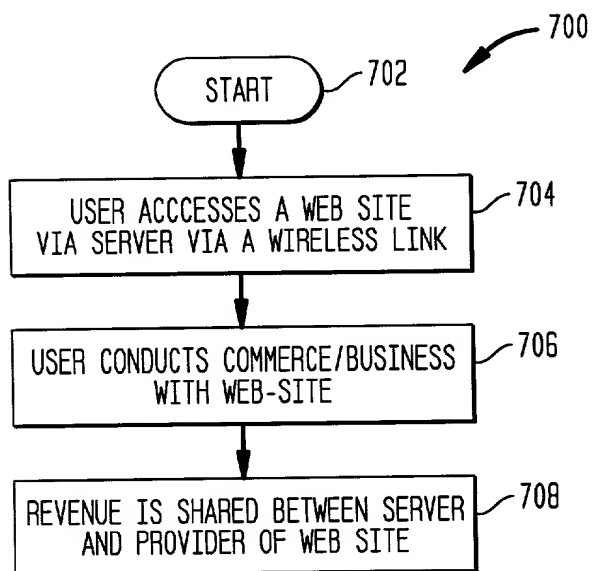 700
START
702
USER ACCCESSES A WEB SITE
VIA SERVER VIA A WIRELESS LINK
704
USER CONDUCTS COMMERCE/BUSINESS
WITH WEB-SITE
706
REVENUE IS SHARED BETWEEN SERVER
AND PROVIDER OF WEB SITE
708